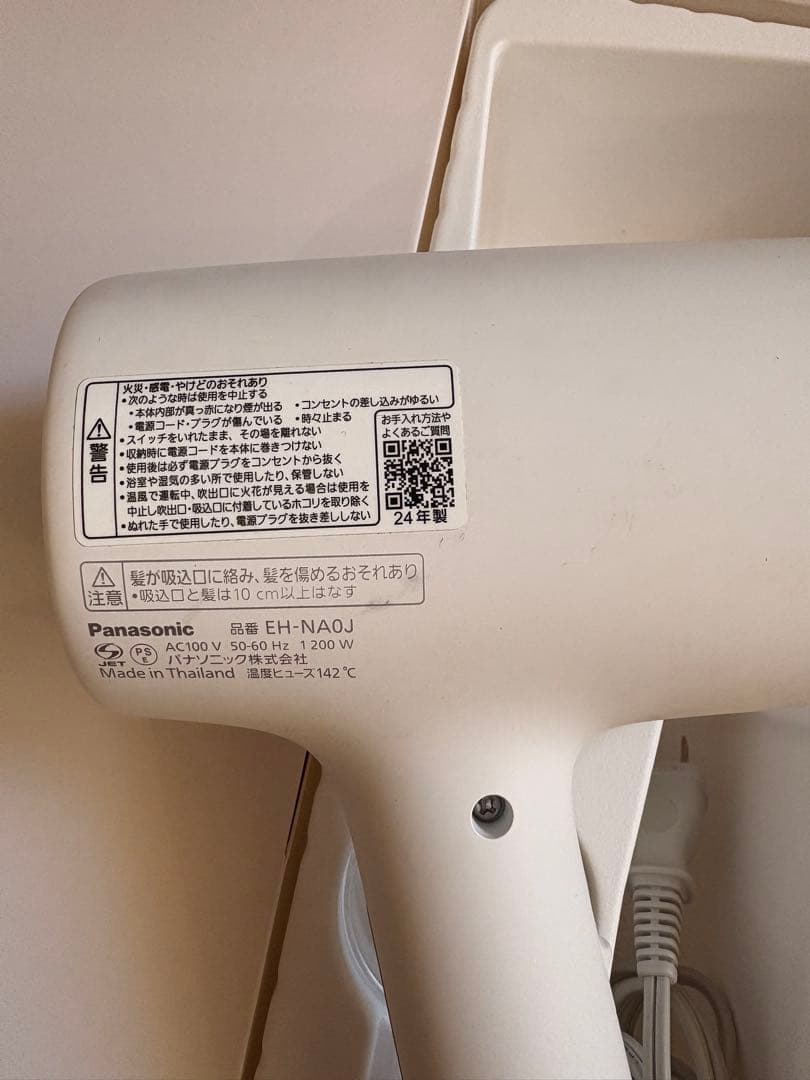 火災・感電・やけどのおそれあり
•次のような時は使用を中止する
•本体内部が真っ赤になり煙が出る •コンセントの差し込みがゆるい
•電源コード・プラグが傷んでいる •時々止まる
•スイッチをいれたまま、その場を離れない
•収納時に電源コードを本体に巻きつけない
•使用後は必ず電源プラグをコンセントから抜く
•浴室や湿気の多い所で使用したり、保管しない
•温風で運転中、吹出口に火花が見える場合は使用を
中止し吹出口・吸込口に付着しているホコリを取り除く
•ぬれた手で使用したり、電源プラグを抜き差ししない
警告
お手入れ方法や
よくあるご質問
24年製
注意
髪が吸込口に絡み、髪を傷めるおそれあり
•吸込口と髪は10 cm以上はなす
Panasonic 品番 EH-NA0J
JET PS E AC100 V 50-60 Hz 1 200 W
パナソニック株式会社
Made in Thailand 温度ヒューズ142℃